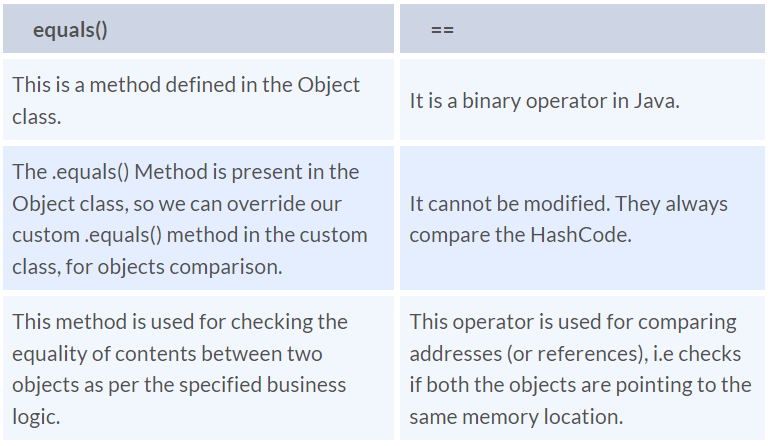 equals()
==
This is a method defined in the Object
class.
It is a binary operator in Java.
The .equals() Method is present in the
Object class, so we can override our
custom .equals() method in the custom
class, for objects comparison.
It cannot be modified. They always
compare the HashCode.
This method is used for checking the
equality of contents between two
objects as per the specified business
logic.
This operator is used for comparing
addresses (or references), i.e checks
if both the objects are pointing to the
same memory location.